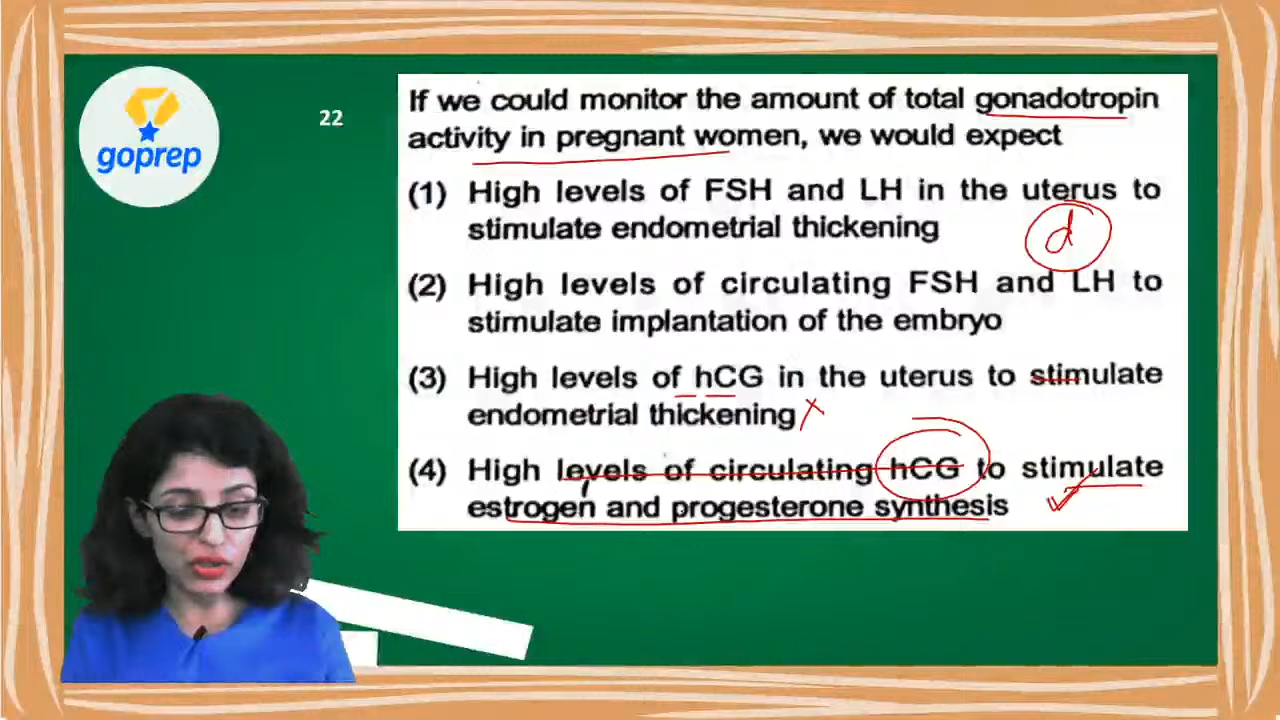 goprep
22
If we could monitor the amount of total gonadotropin
activity in pregnant women, we would expect
(1) High levels of FSH and LH in the uterus to
stimulate endometrial thickening
d
(2) High levels of circulating FSH and LH to
stimulate implantation of the embryo
(3) High levels of hCG in the uterus to stimulate
endometrial thickening
(4) High levels of circulating hCG to stimulate
estrogen and progesterone synthesis